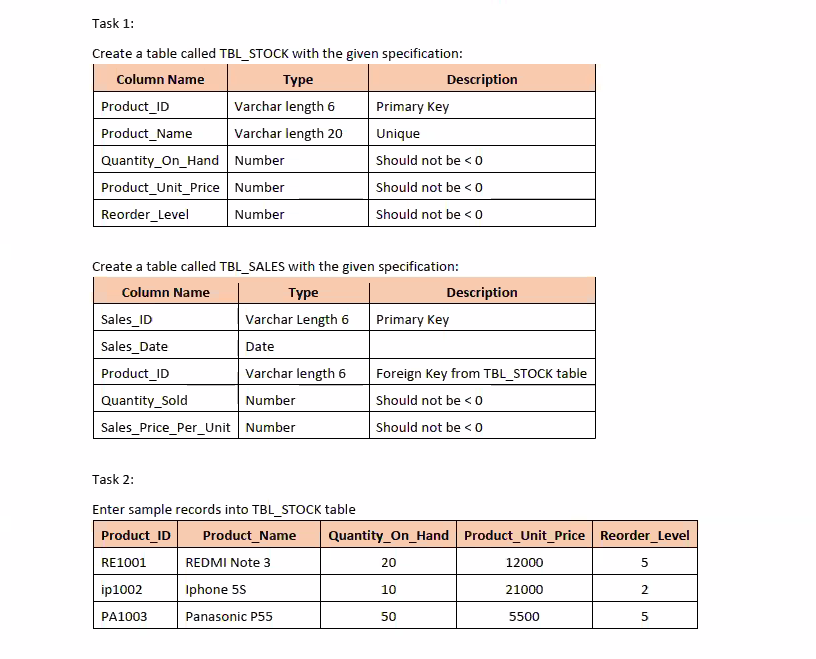 Task 1:
Create a table called TBL_STOCK with the given specification:
Column Name Type Description
Product_ID Varchar length 6 Primary Key
Product_Name Varchar length 20 Unique
Quantity_On_Hand Number Should not be < 0
Product_Unit_Price Number Should not be < 0
Reorder_Level Number Should not be < 0
Create a table called TBL_SALES with the given specification:
Column Name Type Description
Sales_ID Varchar Length 6 Primary Key
Sales_Date Date
Product_ID Varchar length 6 Foreign Key from TBL_STOCK table
Quantity_Sold Number Should not be < 0
Sales_Price_Per_Unit Number Should not be < 0
Task 2:
Enter sample records into TBL_STOCK table
Product_ID Product_Name Quantity_On_Hand Product_Unit_Price Reorder_Level
RE1001 REDMI Note 3 20 12000 5
ip1002 Iphone 5S 10 21000 2
PA1003 Panasonic P55 50 5500 5